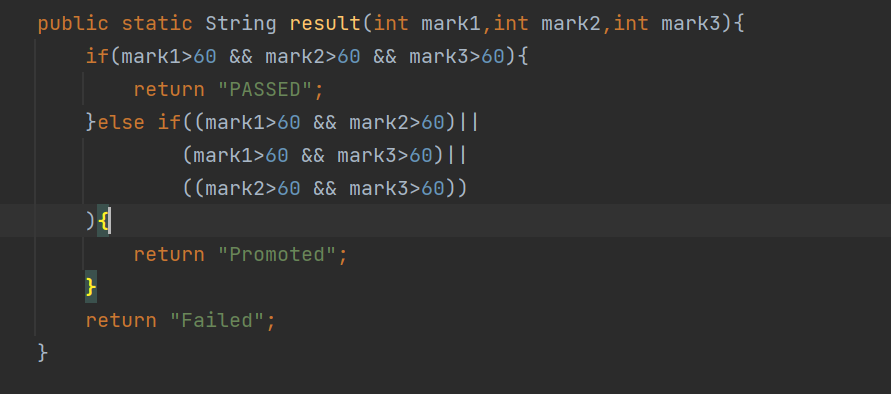 public static String result(int mark1,int mark2,int mark3){
if(mark1>60 && mark2>60 && mark3>60){
return "PASSED";
}else if((mark1>60 && mark2>60)||
(mark1>60 && mark3>60)||
((mark2>60 && mark3>60))
){
return "Promoted";
}
return "Failed";
}